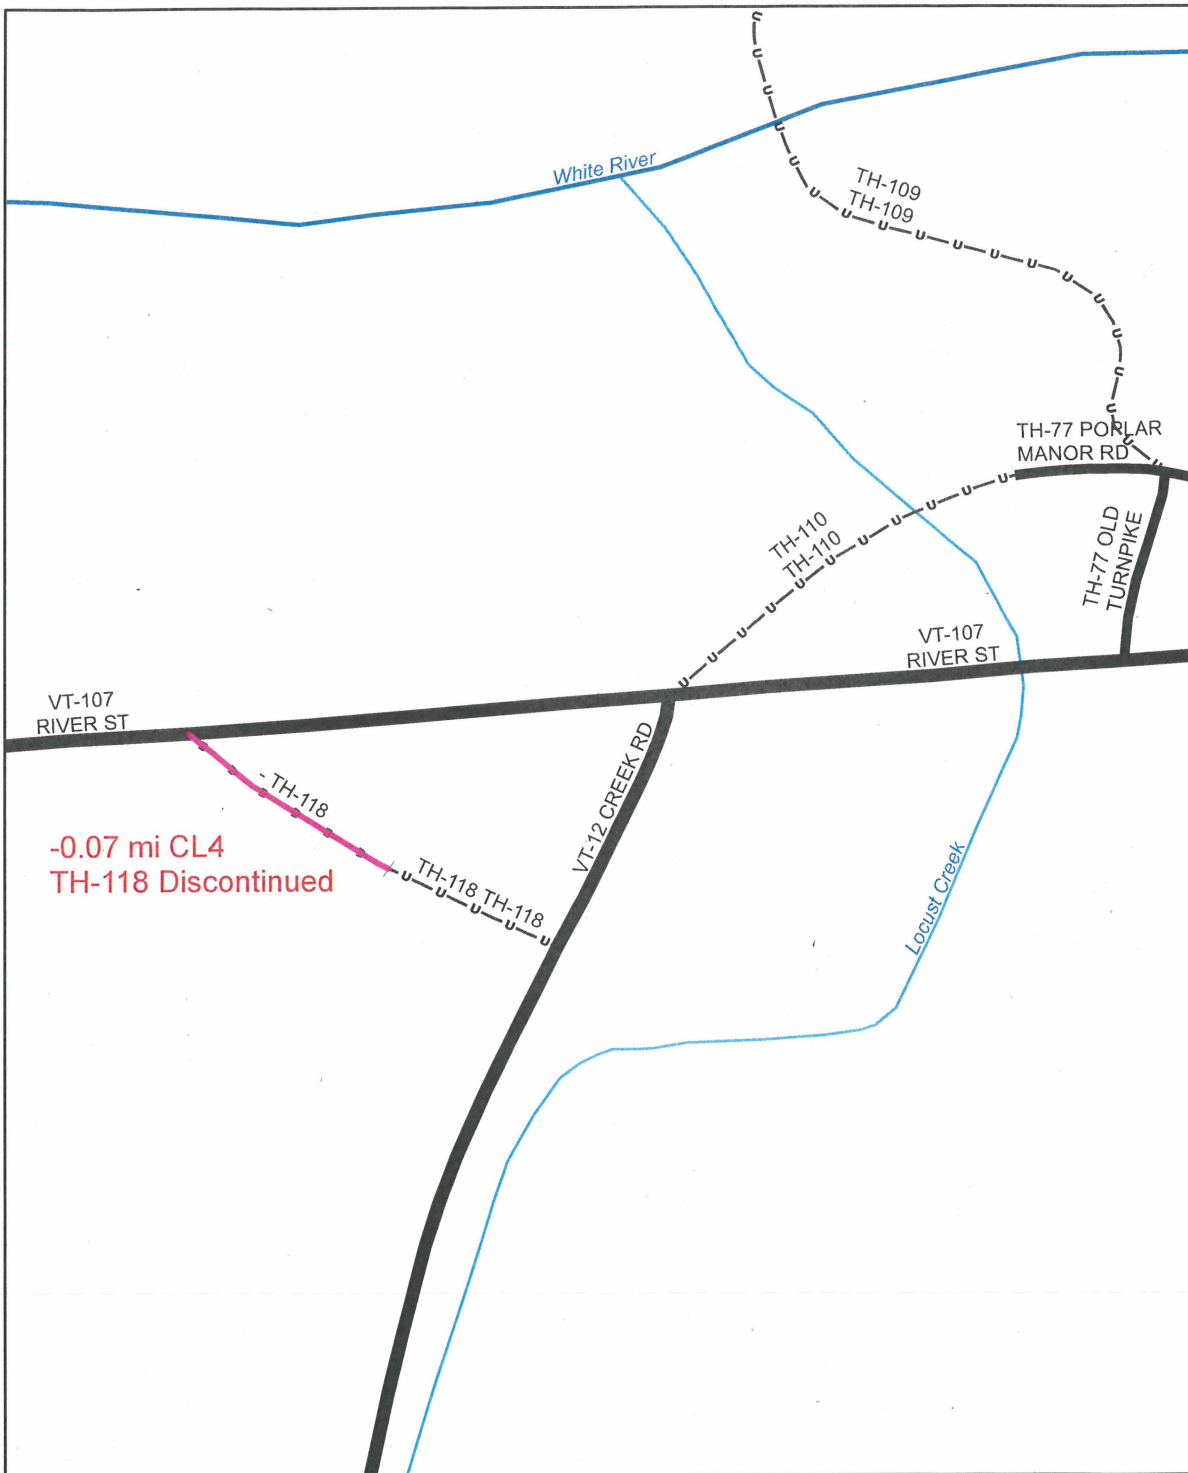 White River
TH-109
TH-109
TH-77 POPLAR
MANOR RD
TH-110
TH-110
TH-77 OLD
TURNPIKE
VT-107
RIVER ST
VT-107
RIVER ST
VT-12 CREEK RD
- TH-118
-0.07 mi CL4
TH-118 Discontinued
TH-118 TH-118
Locust Creek